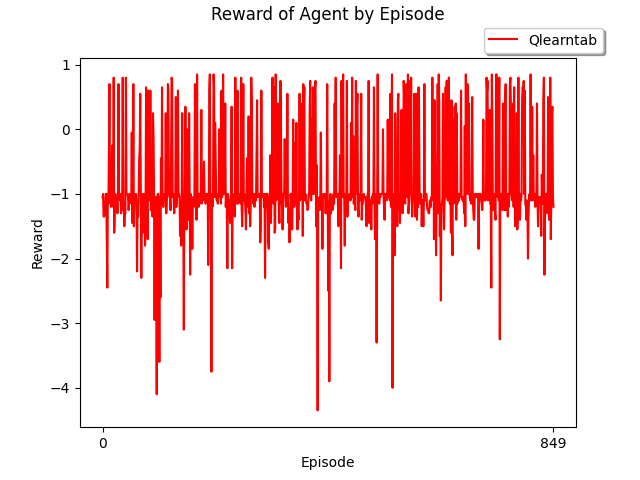 Reward of Agent by Episode
Qlearntab
1
0
−1
−2
−3
−4
Reward
0
849
Episode